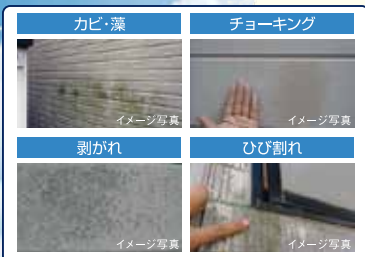 カビ・藻
チョーキング
イメージ写真
イメージ写真
剥がれ
ひび割れ
イメージ写真
イメージ写真